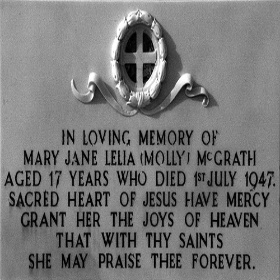 IN LOVING MEMORY OF
MARY JANE LELIA (MOLLY) McGRATH
AGED 17 YEARS WHO DIED 1ST JULY 1947.
SACRED HEART OF JESUS HAVE MERCY
GRANT HER THE JOYS OF HEAVEN
THAT WITH THY SAINTS
SHE MAY PRAISE THEE FOREVER.